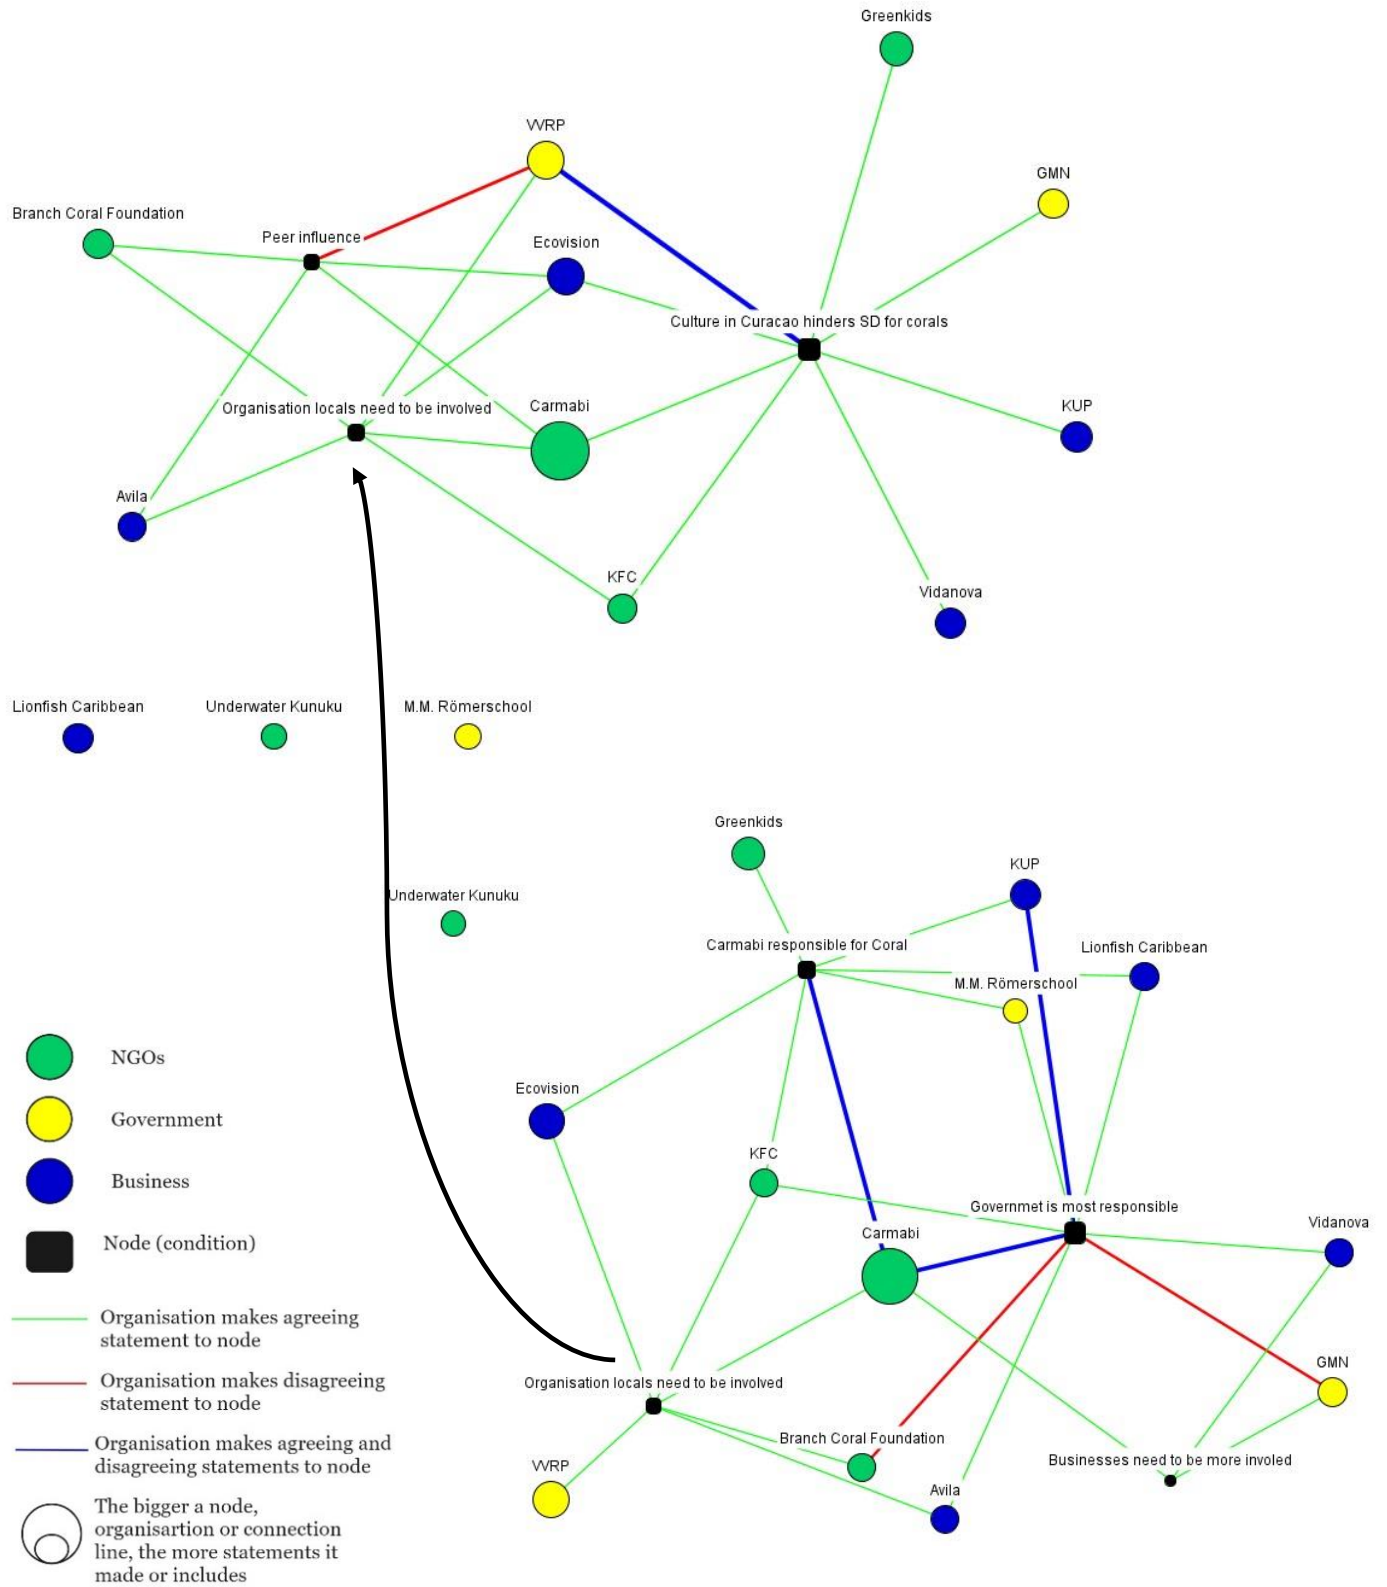 Greenkids
VVRP
GMN
Branch Coral Foundation
Peer influence
Ecovision
Culture in Curacao hinders SD for corals
Organisation locals need to be involved
Carmabi
KUP
Avila
KFC
Vidanova
Lionfish Caribbean
Underwater Kunuku
M.M. Römerschool
Greenkids
KUP
Underwater Kunuku
Carmabi responsible for Coral
Lionfish Caribbean
M.M. Römerschool
NGOs
Ecovision
Government
KFC
Business
Governmet is most responsible
Vidanova
Carmabi
Node (condition)
Organisation makes agreeing
statement to node
GMN
Organisation makes disagreeing
statement to node
Organisation locals need to be involved
Branch Coral Foundation
Organisation makes agreeing and
disagreeing statements to node
Businesses need to be more involed
VVRP
Avila
The bigger a node,
organisartion or connection
line, the more statements it
made or includes